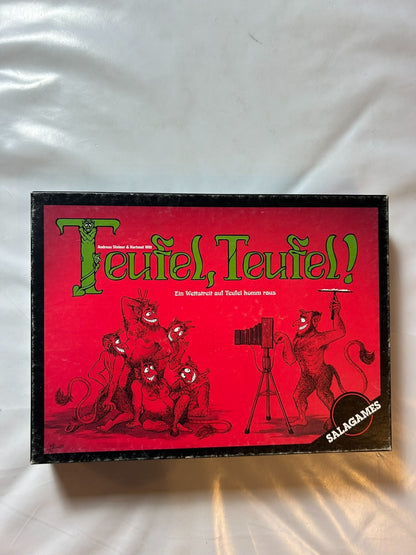 Andreas Steiner & Hartmut Witt
Teufel, Teufel!
Ein Wettstreit auf Teufel komm raus
SALAGAMES